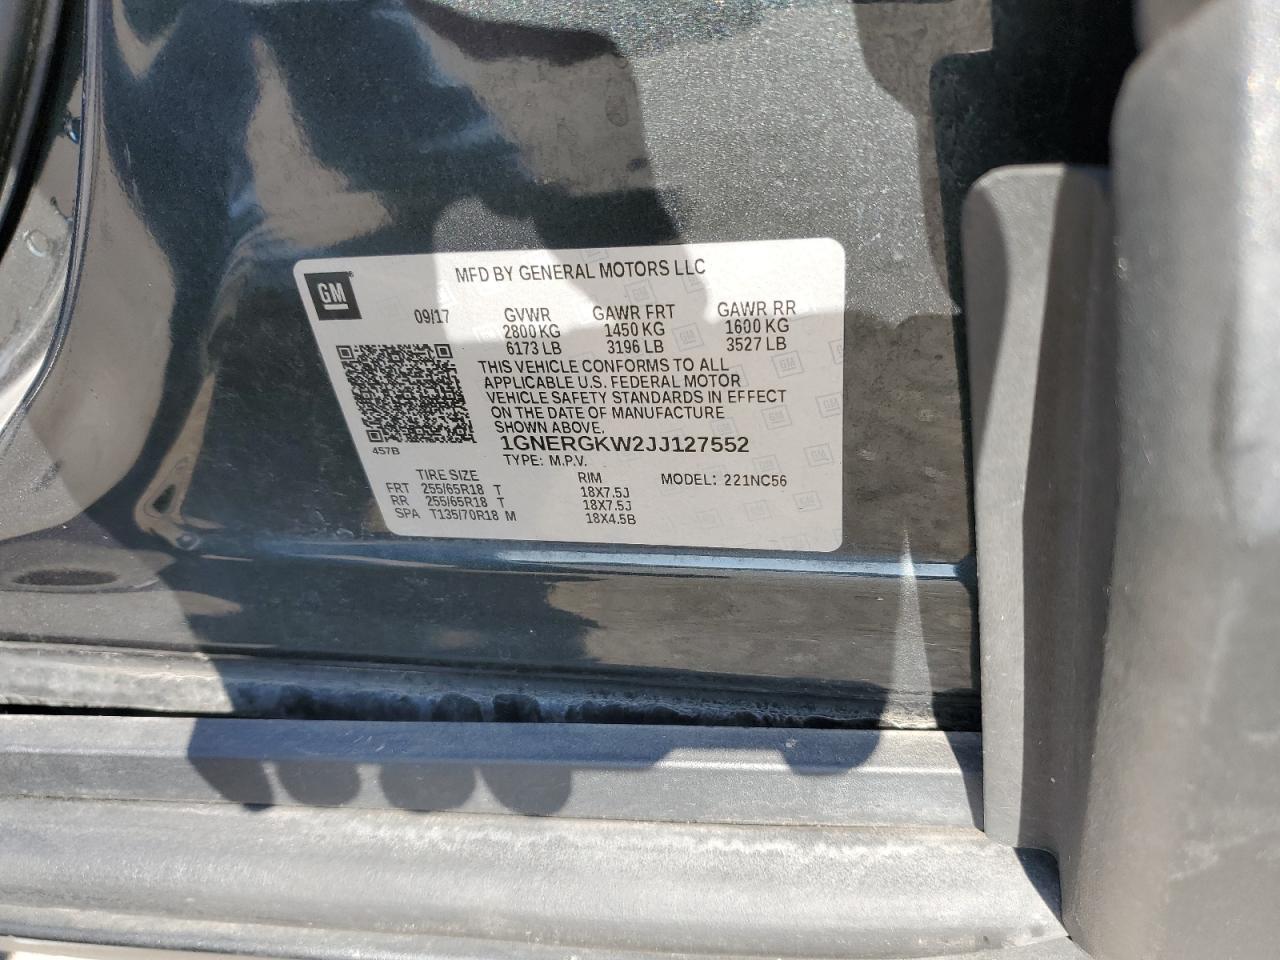 GM
MFD BY GENERAL MOTORS LLC
09/17 GVWR GAWR FRT GAWR RR
2800 KG 1450 KG 1600 KG
6173 LB 3196 LB 3527 LB
THIS VEHICLE CONFORMS TO ALL
APPLICABLE U.S. FEDERAL MOTOR
VEHICLE SAFETY STANDARDS IN EFFECT
ON THE DATE OF MANUFACTURE
SHOWN ABOVE.
457B
1GNERGKW2JJ127552
TYPE: M.P.V.
TIRE SIZE RIM MODEL: 221NC56
FRT 255/65R18 T 18X7.5J
RR 255/65R18 T 18X7.5J
SPA T135/70R18 M 18X4.5B